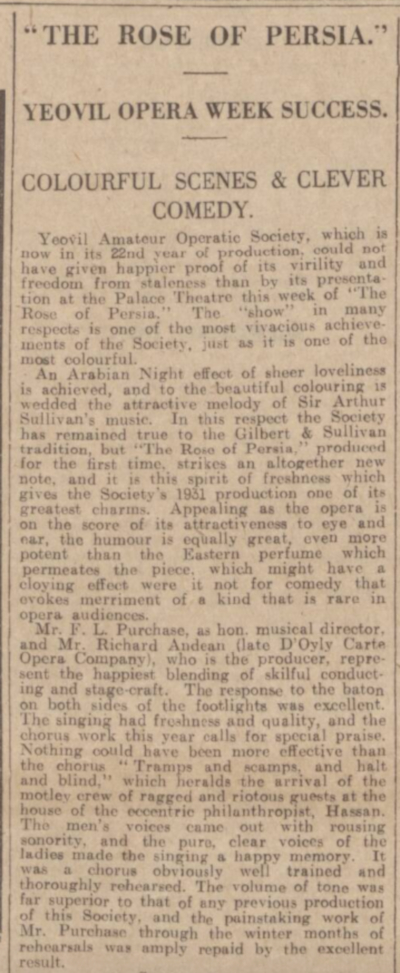 "THE ROSE OF PERSIA."
YEOVIL OPERA WEEK SUCCESS.
COLOURFUL SCENES & CLEVER
COMEDY.
Yeovil Amateur Operatic Society, which is
now in its 22nd year of production, could not
have given happier proof of its virility and
freedom from staleness than by its presenta-
tion at the Palace Theatre this week of "The
Rose of Persia." The "show" in many
respects is one of the most vivacious achieve-
ments of the Society, just as it is one of the
most colourful.
An Arabian Night effect of sheer loveliness
is achieved, and to the beautiful colouring is
wedded the attractive melody of Sir Arthur
Sullivan's music. In this respect the Society
has remained true to the Gilbert & Sullivan
tradition, but "The Rose of Persia," produced
for the first time, strikes an altogether new
note, and it is this spirit of freshness which
gives the Society's 1931 production one of its
greatest charms. Appealing as the opera is
on the score of its attractiveness to eye and
ear, the humour is equally great, even more
potent than the Eastern perfume which
permeates the piece, which might have a
cloying effect were it not for comedy that
evokes merriment of a kind that is rare in
opera audiences.
Mr. F. L. Purchase, as hon. musical director,
and Mr. Richard Andean (late D'Oyly Carte
Opera Company), who is the producer, repre-
sent the happiest blending of skilful conduct-
ing and stage-craft. The response to the baton
on both sides of the footlights was excellent.
The singing had freshness and quality, and the
chorus work this year calls for special praise.
Nothing could have been more effective than
the chorus "Tramps and scamps, and halt
and blind," which heralds the arrival of the
motley crew of ragged and riotous guests at the
house of the eccentric philanthropist, Hassan.
The men's voices came out with rousing
sonority, and the pure, clear voices of the
ladies made the singing a happy memory. It
was a chorus obviously well trained and
thoroughly rehearsed. The volume of tone was
far superior to that of any previous production
of this Society, and the painstaking work of
Mr. Purchase through the winter months of
rehearsals was amply repaid by the excellent
result.